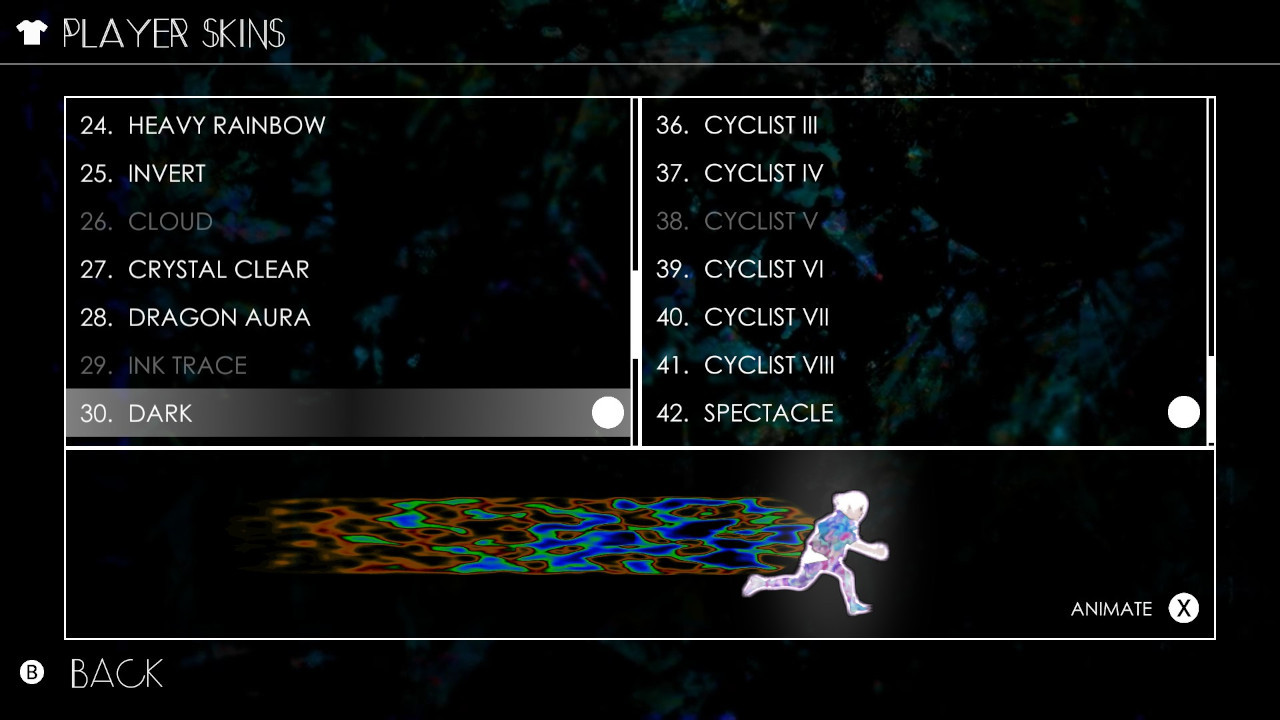 PLAYER SKINS
24. HEAVY RAINBOW
25. INVERT
26. CLOUD
27. CRYSTAL CLEAR
28. DRAGON AURA
29. INK TRACE
30. DARK
36. CYCLIST III
37. CYCLIST IV
38. CYCLIST V
39. CYCLIST VI
40. CYCLIST VII
41. CYCLIST VIII
42. SPECTACLE
ANIMATE X
B BACK